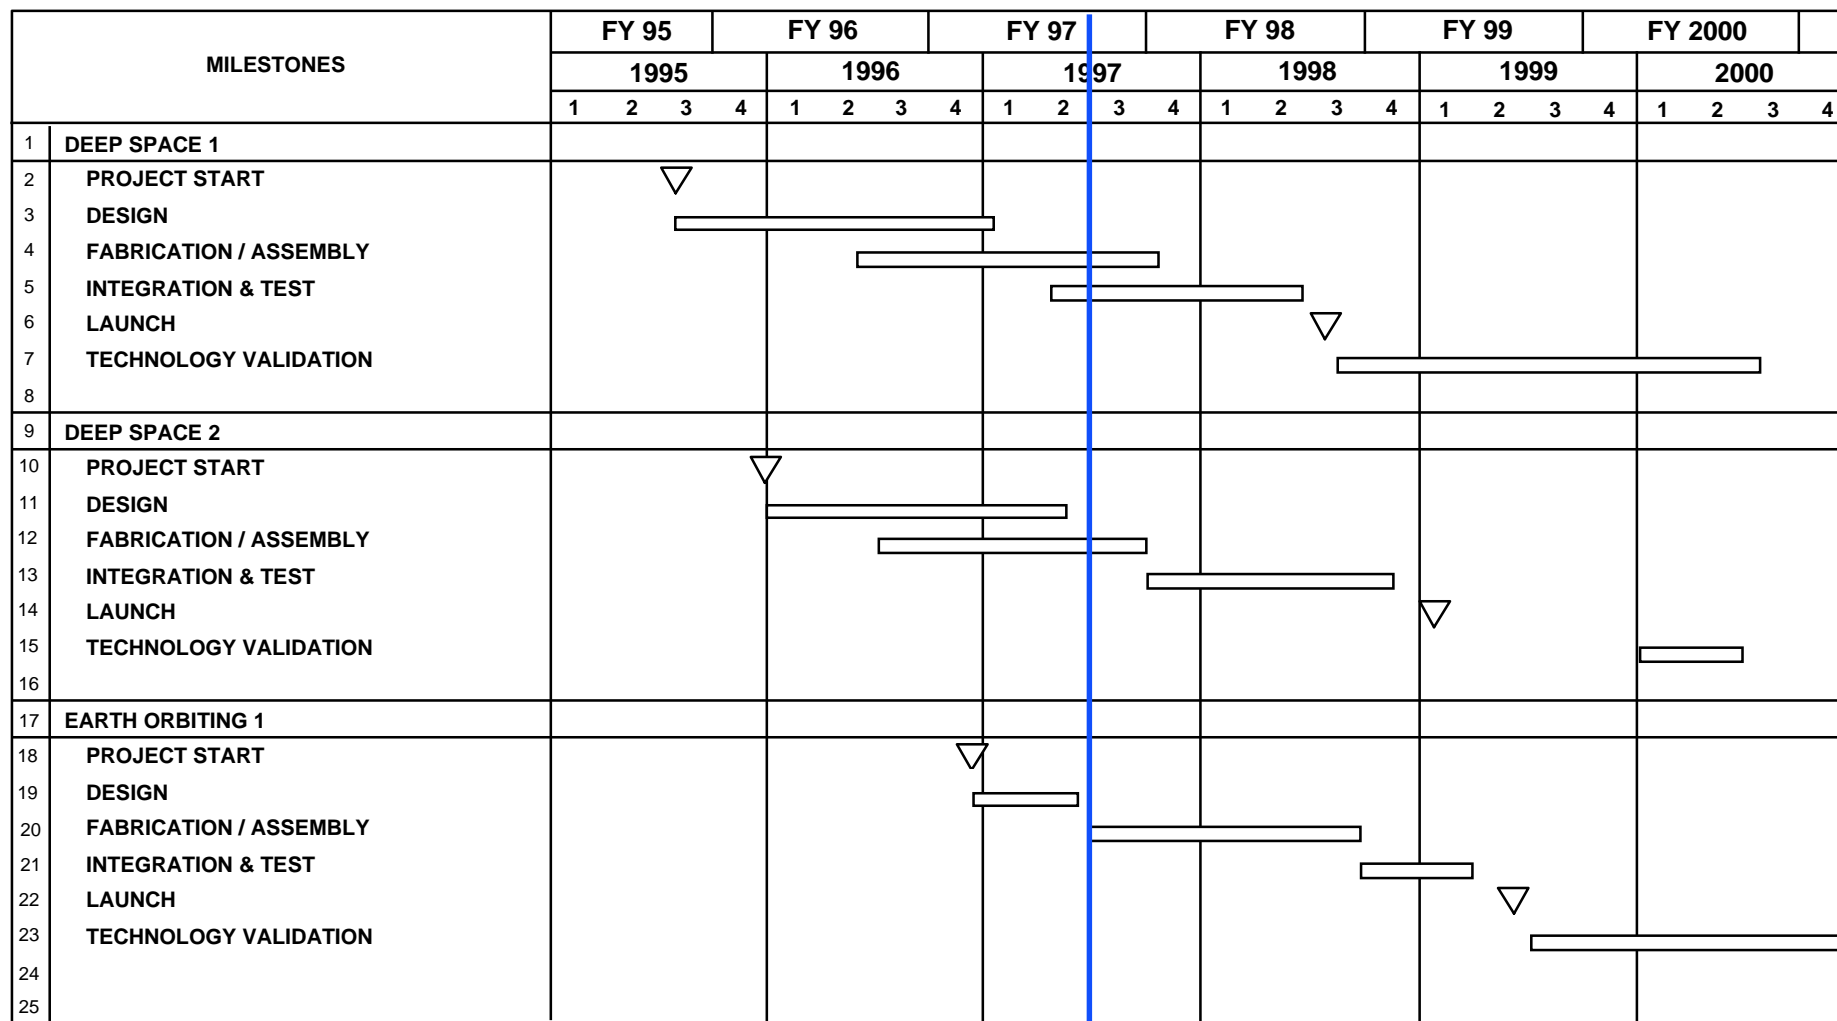 FY 95 FY 96 FY 97 FY 98 FY 99 FY 2000
MILESTONES
1995 1996 1997 1998 1999 2000
1 2 3 4 1 2 3 4 1 2 3 4 1 2 3 4 1 2 3 4 1 2 3 4
1 DEEP SPACE 1
2 PROJECT START
3 DESIGN
4 FABRICATION / ASSEMBLY
5 INTEGRATION & TEST
6 LAUNCH
7 TECHNOLOGY VALIDATION
8
9 DEEP SPACE 2
10 PROJECT START
11 DESIGN
12 FABRICATION / ASSEMBLY
13 INTEGRATION & TEST
14 LAUNCH
15 TECHNOLOGY VALIDATION
16
17 EARTH ORBITING 1
18 PROJECT START
19 DESIGN
20 FABRICATION / ASSEMBLY
21 INTEGRATION & TEST
22 LAUNCH
23 TECHNOLOGY VALIDATION
24
25